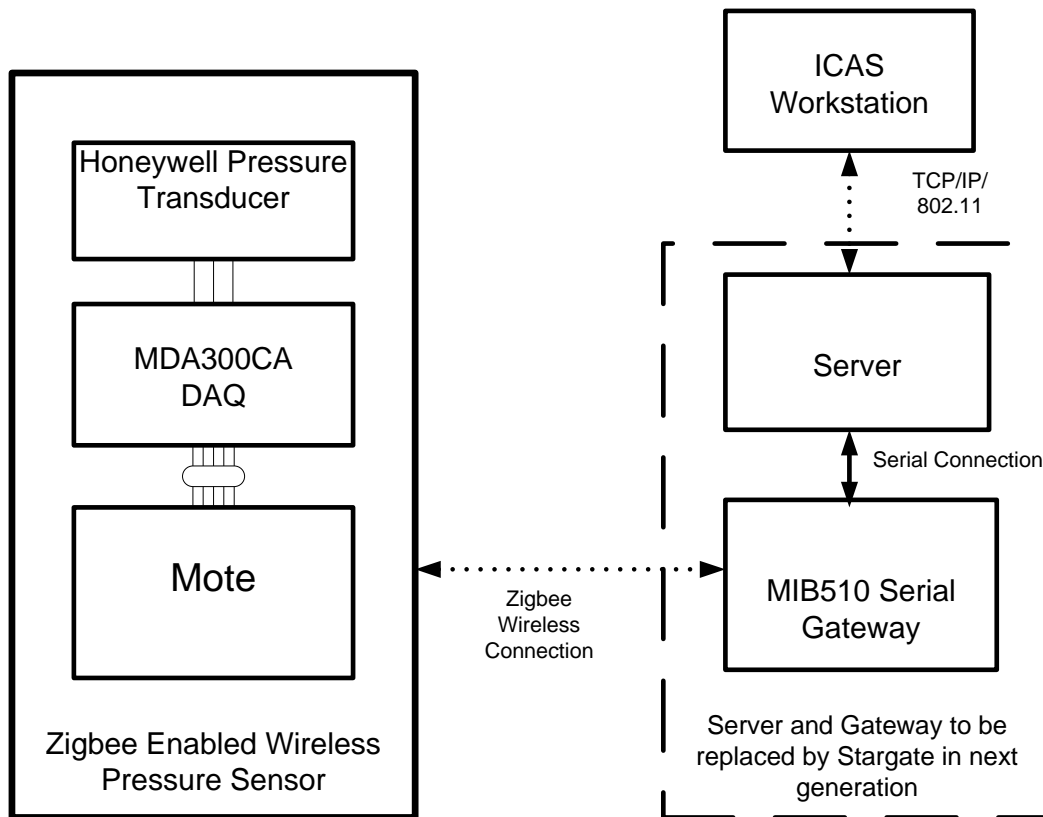 Honeywell Pressure
Transducer
MDA300CA
DAQ
Mote
Zigbee Enabled Wireless
Pressure Sensor
Zigbee
Wireless
Connection
ICAS
Workstation
TCP/IP/
802.11
Server
Serial Connection
MIB510 Serial
Gateway
Server and Gateway to be
replaced by Stargate in next
generation